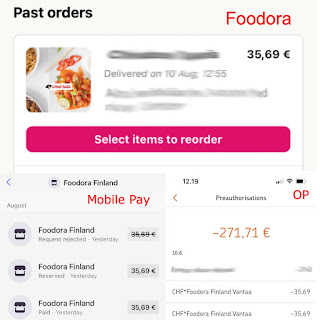 Foodora
Past orders
35,69 €
Delivered on 10 Aug, 12:55
Select items to reorder
Foodora Finland
Mobile Pay
August
Foodora Finland
35,69 €
Request rejected · Yesterday
Foodora Finland
35,69 €
Reserved · Yesterday
Foodora Finland
35,69 €
Paid · Yesterday
12.19
OP
Preauthorisations
−271,71 €
10.8.
CHF*Foodora Finland Vantaa −35,69
CHF*Foodora Finland Vantaa −35,69